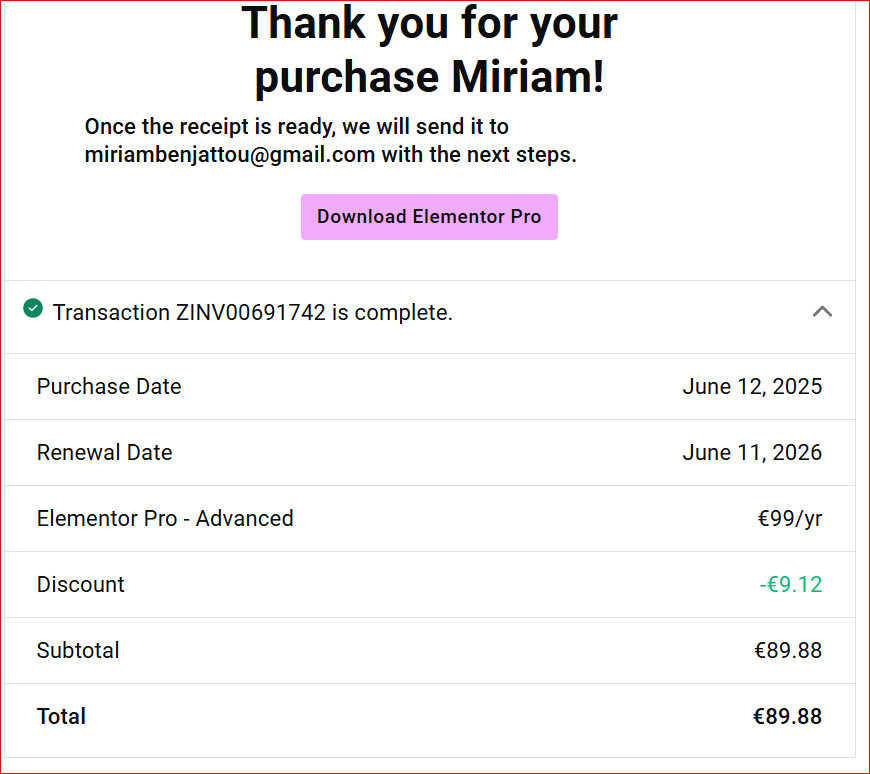 Thank you for your
purchase Miriam!
Once the receipt is ready, we will send it to
miriambenjattou@gmail.com with the next steps.
Download Elementor Pro
Transaction ZINV00691742 is complete.
Purchase Date June 12, 2025
Renewal Date June 11, 2026
Elementor Pro - Advanced €99/yr
Discount -€9.12
Subtotal €89.88
Total €89.88